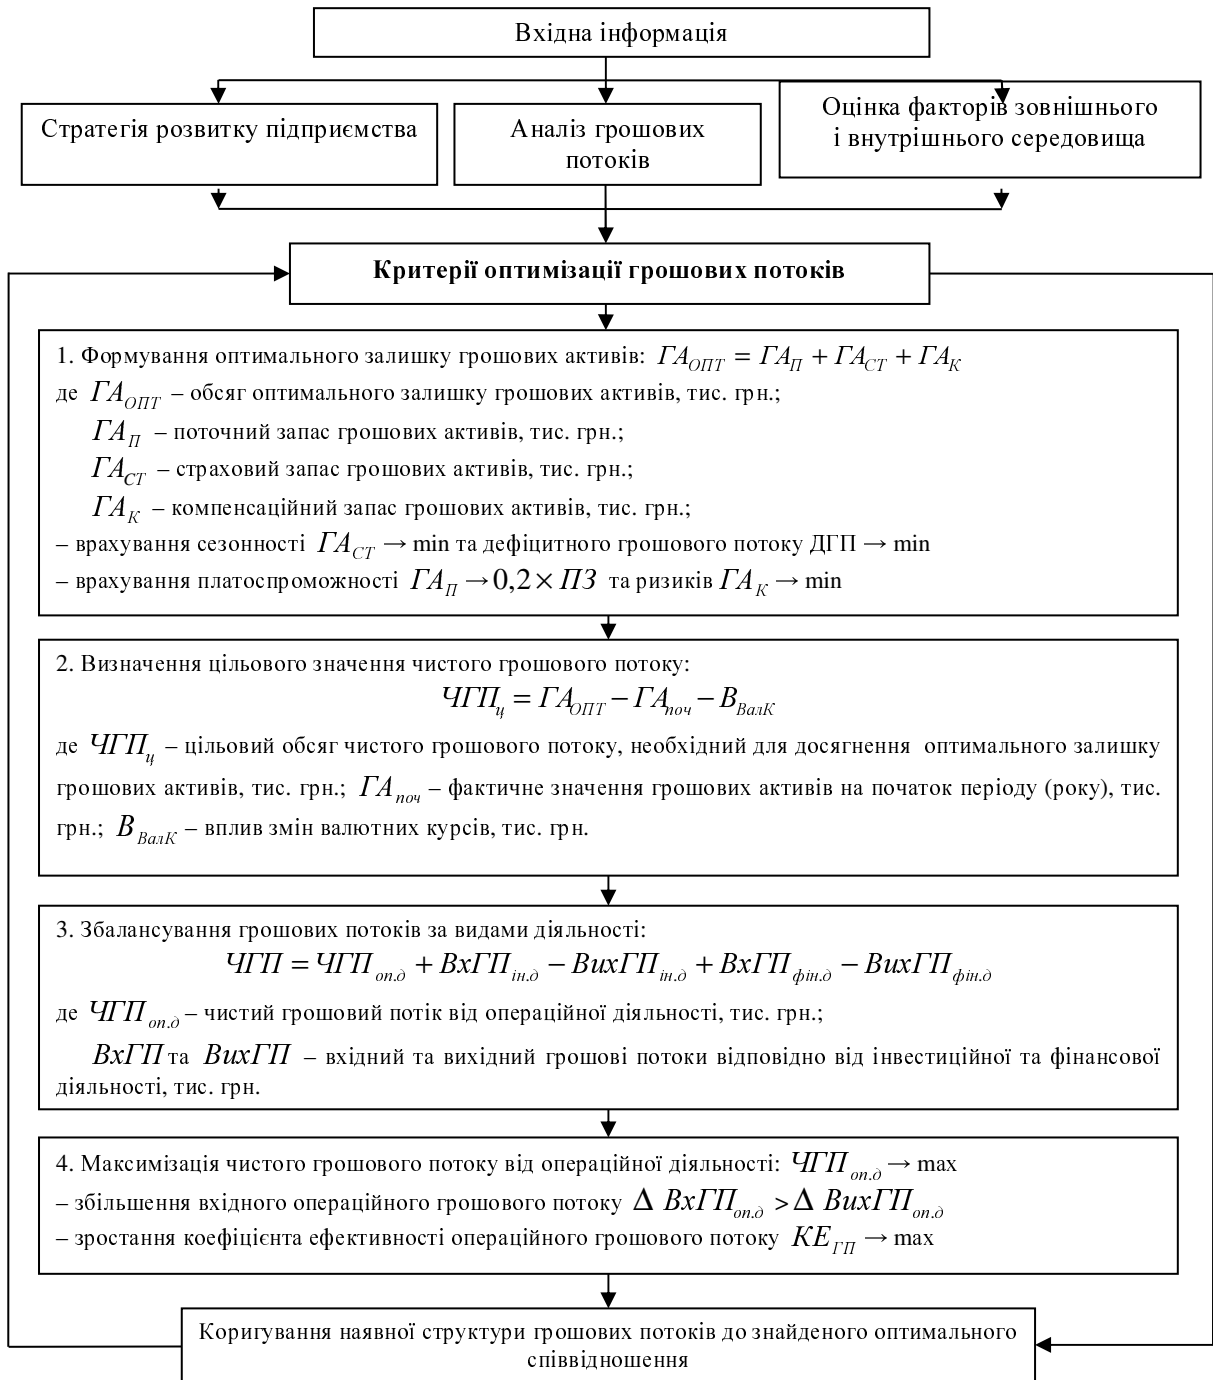 Вхідна інформація
Стратегія розвитку підприємства
Аналіз грошових
потоків
Оцінка факторів зовнішнього
і внутрішнього середовища
Критерії оптимізації грошових потоків
1. Формування оптимального залишку грошових активів: ГА_ОПТ = ГА_П + ГА_СТ + ГА_К
де ГА_ОПТ – обсяг оптимального залишку грошових активів, тис. грн.;
ГА_П – поточний запас грошових активів, тис. грн.;
ГА_СТ – страховий запас грошових активів, тис. грн.;
ГА_К – компенсаційний запас грошових активів, тис. грн.;
– врахування сезонності ГА_СТ → min та дефіцитного грошового потоку ДГП → min
– врахування платоспроможності ГА_П → 0,2 × ПЗ та ризиків ГА_К → min
2. Визначення цільового значення чистого грошового потоку:
ЧГП_ц = ГА_ОПТ − ГА_поч − В_ВалК
де ЧГП_ц – цільовий обсяг чистого грошового потоку, необхідний для досягнення оптимального залишку
грошових активів, тис. грн.; ГА_поч – фактичне значення грошових активів на початок періоду (року), тис.
грн.; В_ВалК – вплив змін валютних курсів, тис. грн.
3. Збалансування грошових потоків за видами діяльності:
ЧГП = ЧГП_оп.д + ВхГП_ін.д − ВихГП_ін.д + ВхГП_фін.д − ВихГП_фін.д
де ЧГП_оп.д – чистий грошовий потік від операційної діяльності, тис. грн.;
ВхГП та ВихГП – вхідний та вихідний грошові потоки відповідно від інвестиційної та фінансової
діяльності, тис. грн.
4. Максимізація чистого грошового потоку від операційної діяльності: ЧГП_оп.д → max
– збільшення вхідного операційного грошового потоку Δ ВхГП_оп.д > Δ ВихГП_оп.д
– зростання коефіцієнта ефективності операційного грошового потоку КЕ_ГП → max
Коригування наявної структури грошових потоків до знайденого оптимального
співвідношення